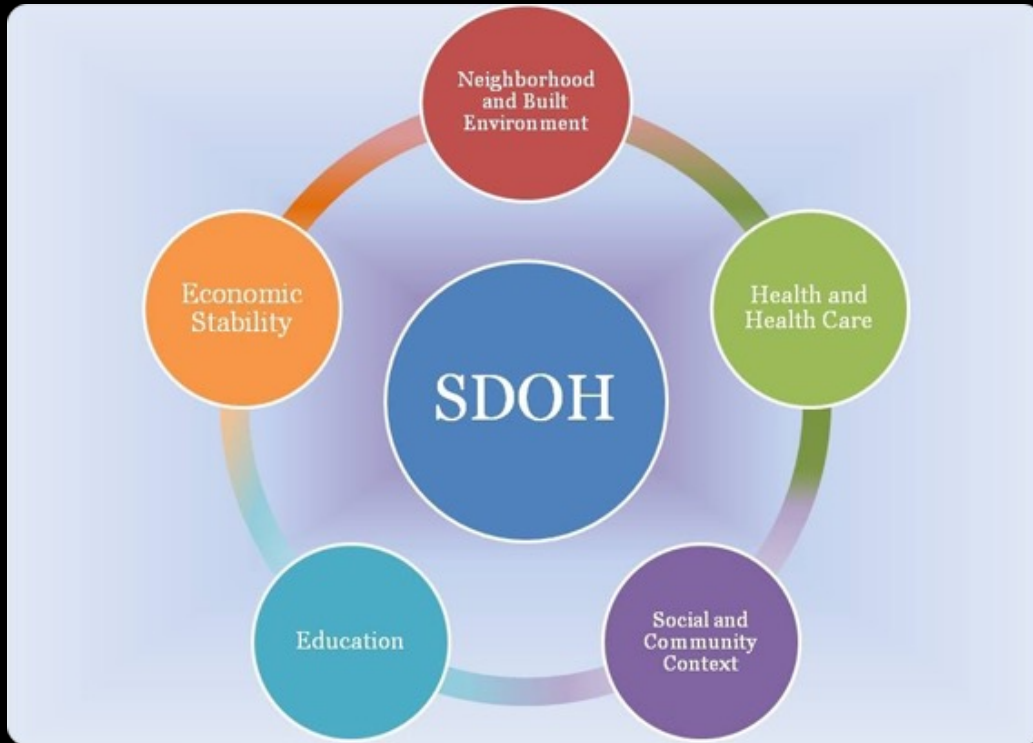 Neighborhood
and Built
Environment
Economic
Stability
Health and
Health Care
SDOH
Education
Social and
Community
Context